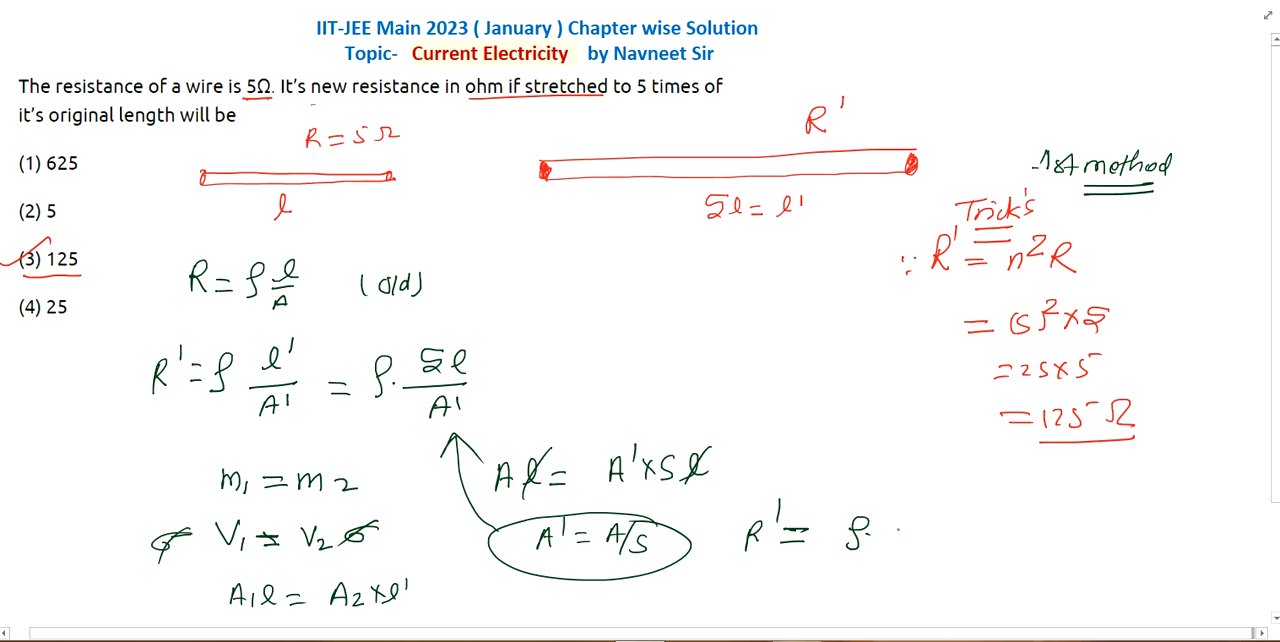 IIT-JEE Main 2023 ( January ) Chapter wise Solution
Topic- Current Electricity by Navneet Sir
The resistance of a wire is 5Ω. It’s new resistance in ohm if stretched to 5 times of
it’s original length will be
(1) 625
(2) 5
(3) 125
(4) 25
R = 5Ω
l
R'
5l = l'
1st method
Trick's
∵ R' = n²R
= (5)² × 5
= 25 × 5
= 125 Ω
R = ρ l/A (old)
R' = ρ l'/A' = ρ. 5l/A'
m₁ = m₂
V₁ = V₂
A₁l = A₂ × l'
Al = A' × 5l
A' = A/5
R' = ρ.